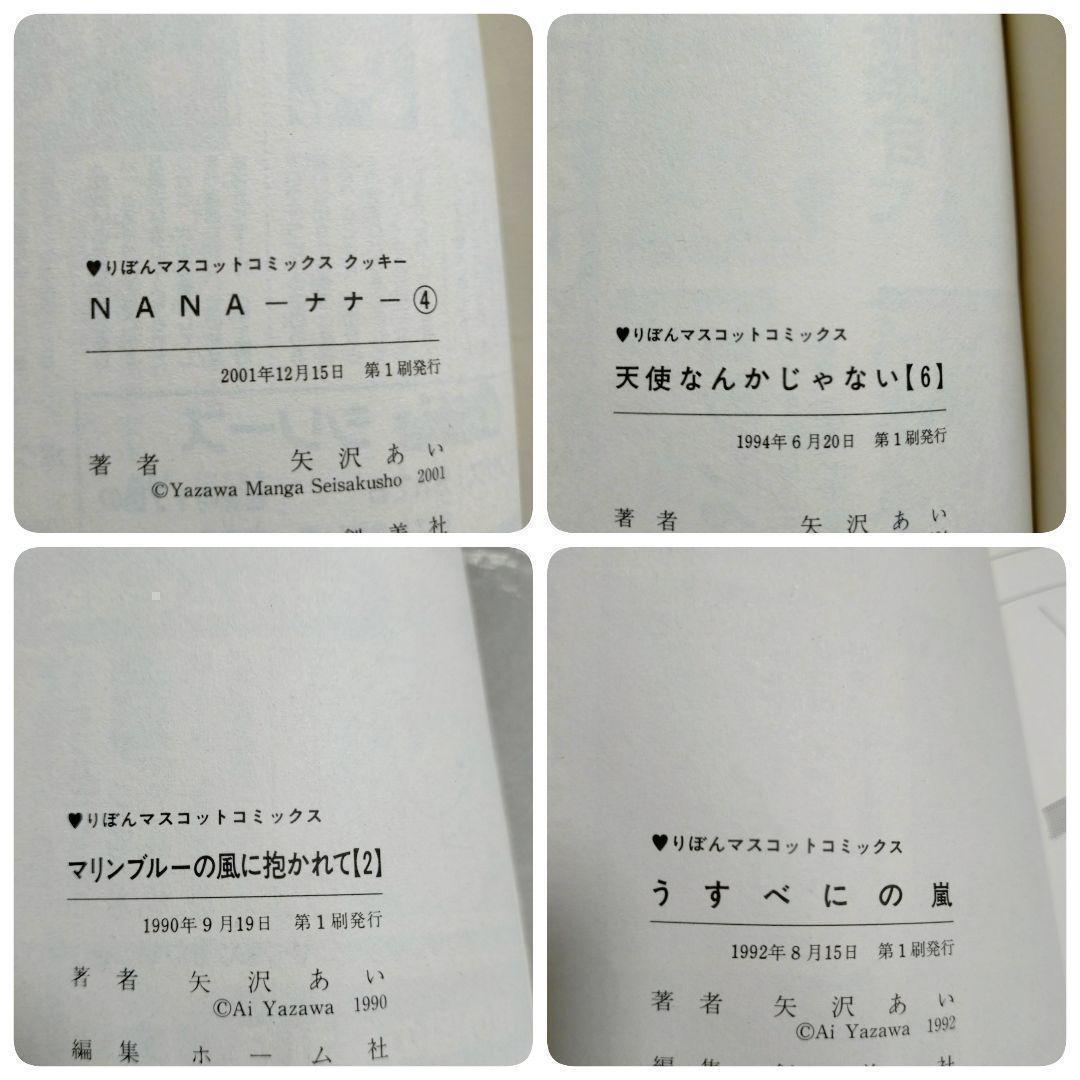 ♥りぼんマスコットコミックス クッキー
NANA―ナナ―④
2001年12月15日 第1刷発行
著者 矢沢あい
©Yazawa Manga Seisakusho 2001
創美社
♥りぼんマスコットコミックス
天使なんかじゃない【6】
1994年6月20日 第1刷発行
著者 矢沢あい
♥りぼんマスコットコミックス
マリンブルーの風に抱かれて【2】
1990年9月19日 第1刷発行
著者 矢沢あい
©Ai Yazawa 1990
編集 ホーム社
♥りぼんマスコットコミックス
うすべにの嵐
1992年8月15日 第1刷発行
著者 矢沢あい
©Ai Yazawa 1992